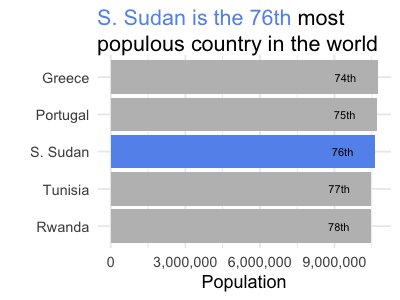 S. Sudan is the 76th most
populous country in the world
Greece
74th
Portugal
75th
S. Sudan
76th
Tunisia
77th
Rwanda
78th
0
3,000,000
6,000,000
9,000,000
Population